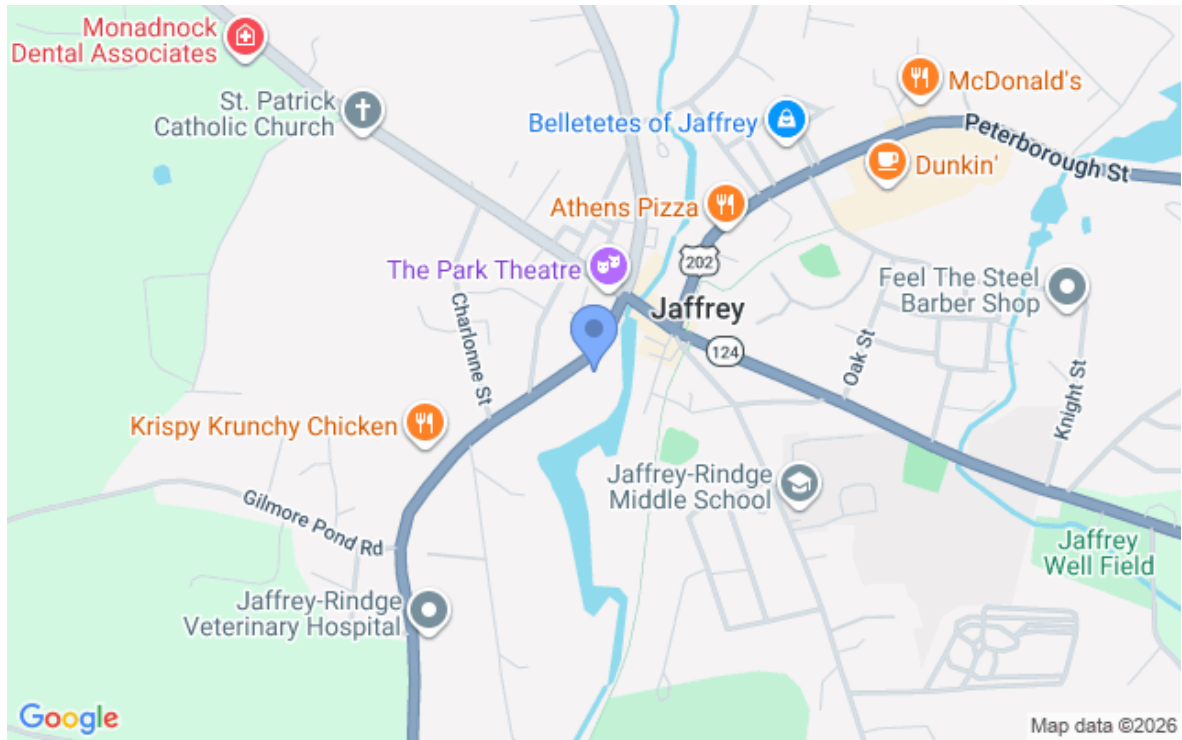 Monadnock
Dental Associates
St. Patrick
Catholic Church
McDonald's
Belletetes of Jaffrey
Peterborough St
Dunkin'
Athens Pizza
202
The Park Theatre
Feel The Steel
Barber Shop
Jaffrey
Charlonne St
124
Oak St
Knight St
Krispy Krunchy Chicken
Jaffrey-Rindge
Middle School
Gilmore Pond Rd
Jaffrey
Well Field
Jaffrey-Rindge
Veterinary Hospital
Google
Map data ©2026